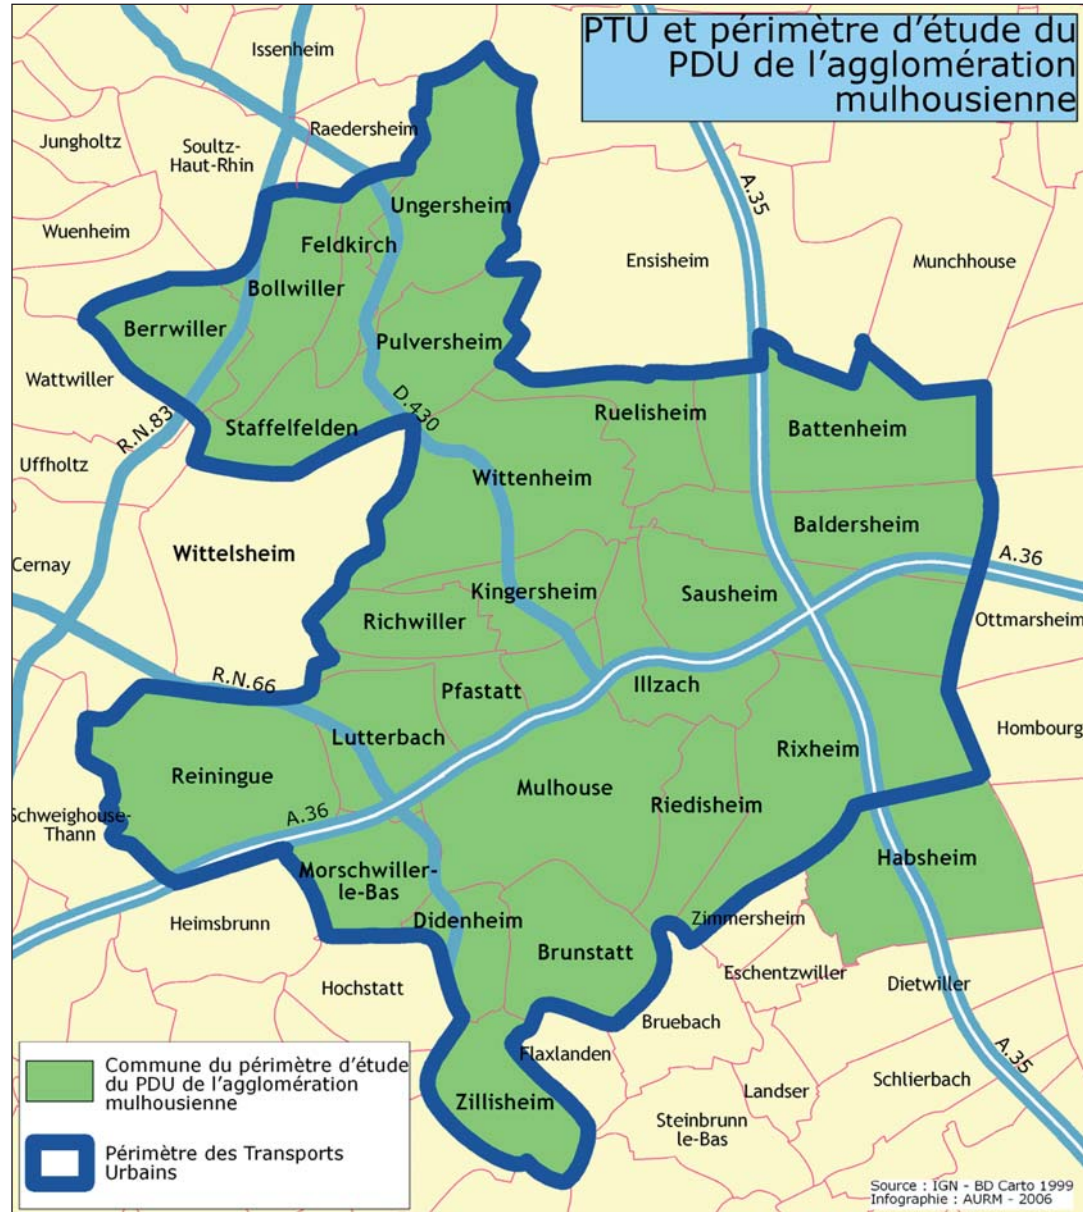 PTU et périmètre d'étude du
PDU de l'agglomération
mulhousienne
Issenheim
Raedersheim
Jungholtz
Soultz-
Haut-Rhin
Ungersheim
Wuenheim
Feldkirch
Bollwiller
Ensisheim
A.35
Munchhouse
Berrwiller
Pulversheim
Wattwiller
R.N.83
Staffelfelden
D.430
Ruelisheim
Battenheim
Uffholtz
Wittenheim
Baldersheim
Wittelsheim
Cernay
A.36
Kingersheim
Sausheim
Richwiller
Ottmarsheim
R.N.66
Pfastatt
Illzach
Lutterbach
Hombourg
Reiningue
Rixheim
Mulhouse
Riedisheim
Schweighouse-
Thann
A.36
Habsheim
Morschwiller-
le-Bas
Heimsbrunn
Didenheim
Zimmersheim
Brunstatt
Eschentzwiller
Hochstatt
Dietwiller
Bruebach
Flaxlanden
A.35
Schlierbach
Landser
Zillisheim
Steinbrunn
le-Bas
Commune du périmètre d'étude
du PDU de l'agglomération
mulhousienne
Périmètre des Transports
Urbains
Source : IGN - BD Carto 1999
Infographie : AURM - 2006